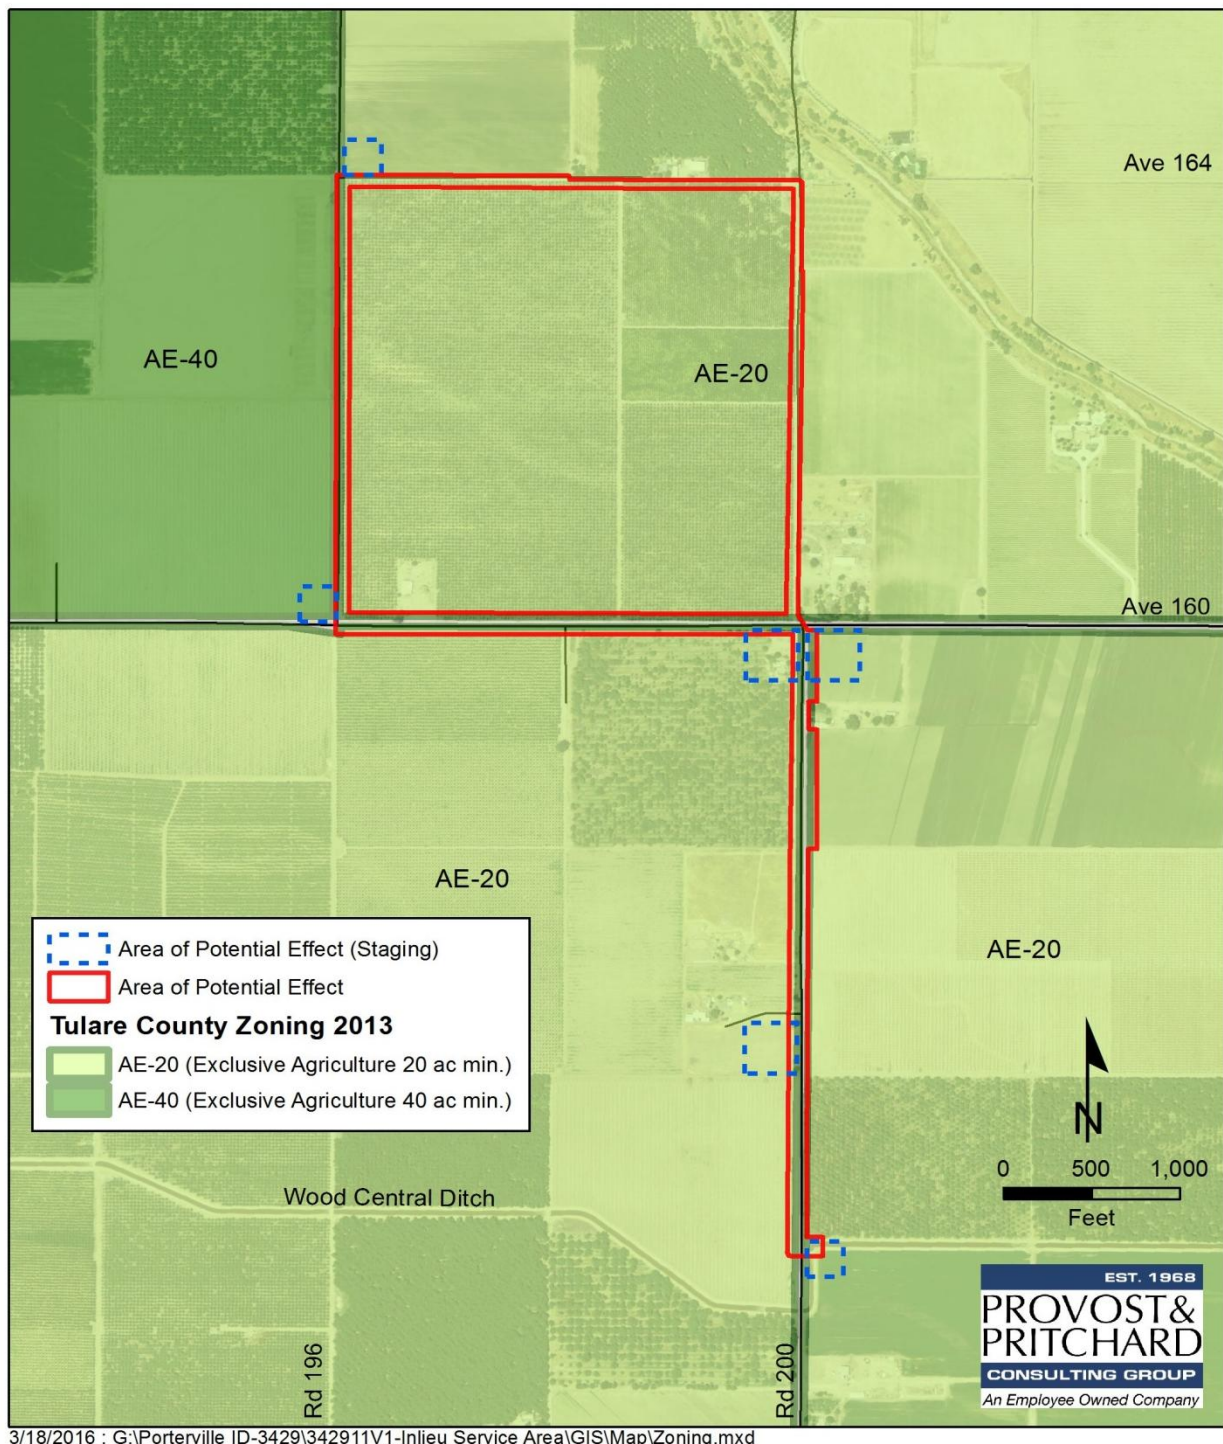 Ave 164
AE-40
AE-20
Ave 160
AE-20
AE-20
Area of Potential Effect (Staging)
Area of Potential Effect
Tulare County Zoning 2013
AE-20 (Exclusive Agriculture 20 ac min.)
AE-40 (Exclusive Agriculture 40 ac min.)
N
0 500 1,000
Feet
Wood Central Ditch
Rd 196
Rd 200
EST. 1968
PROVOST&
PRITCHARD
CONSULTING GROUP
An Employee Owned Company
3/18/2016 : G:\Porterville ID-3429\342911V1-Inlieu Service Area\GIS\Map\Zoning.mxd